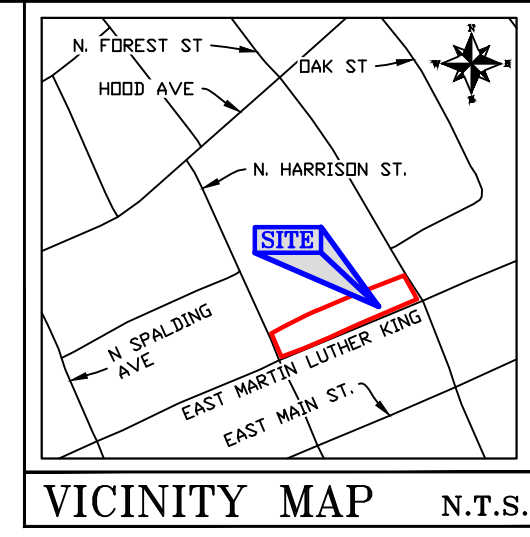 N. FOREST ST
OAK ST
N
W E
S
HOOD AVE
N. HARRISON ST.
SITE
N SPALDING
AVE
EAST MARTIN LUTHER KING
EAST MAIN ST.
VICINITY MAP N.T.S.